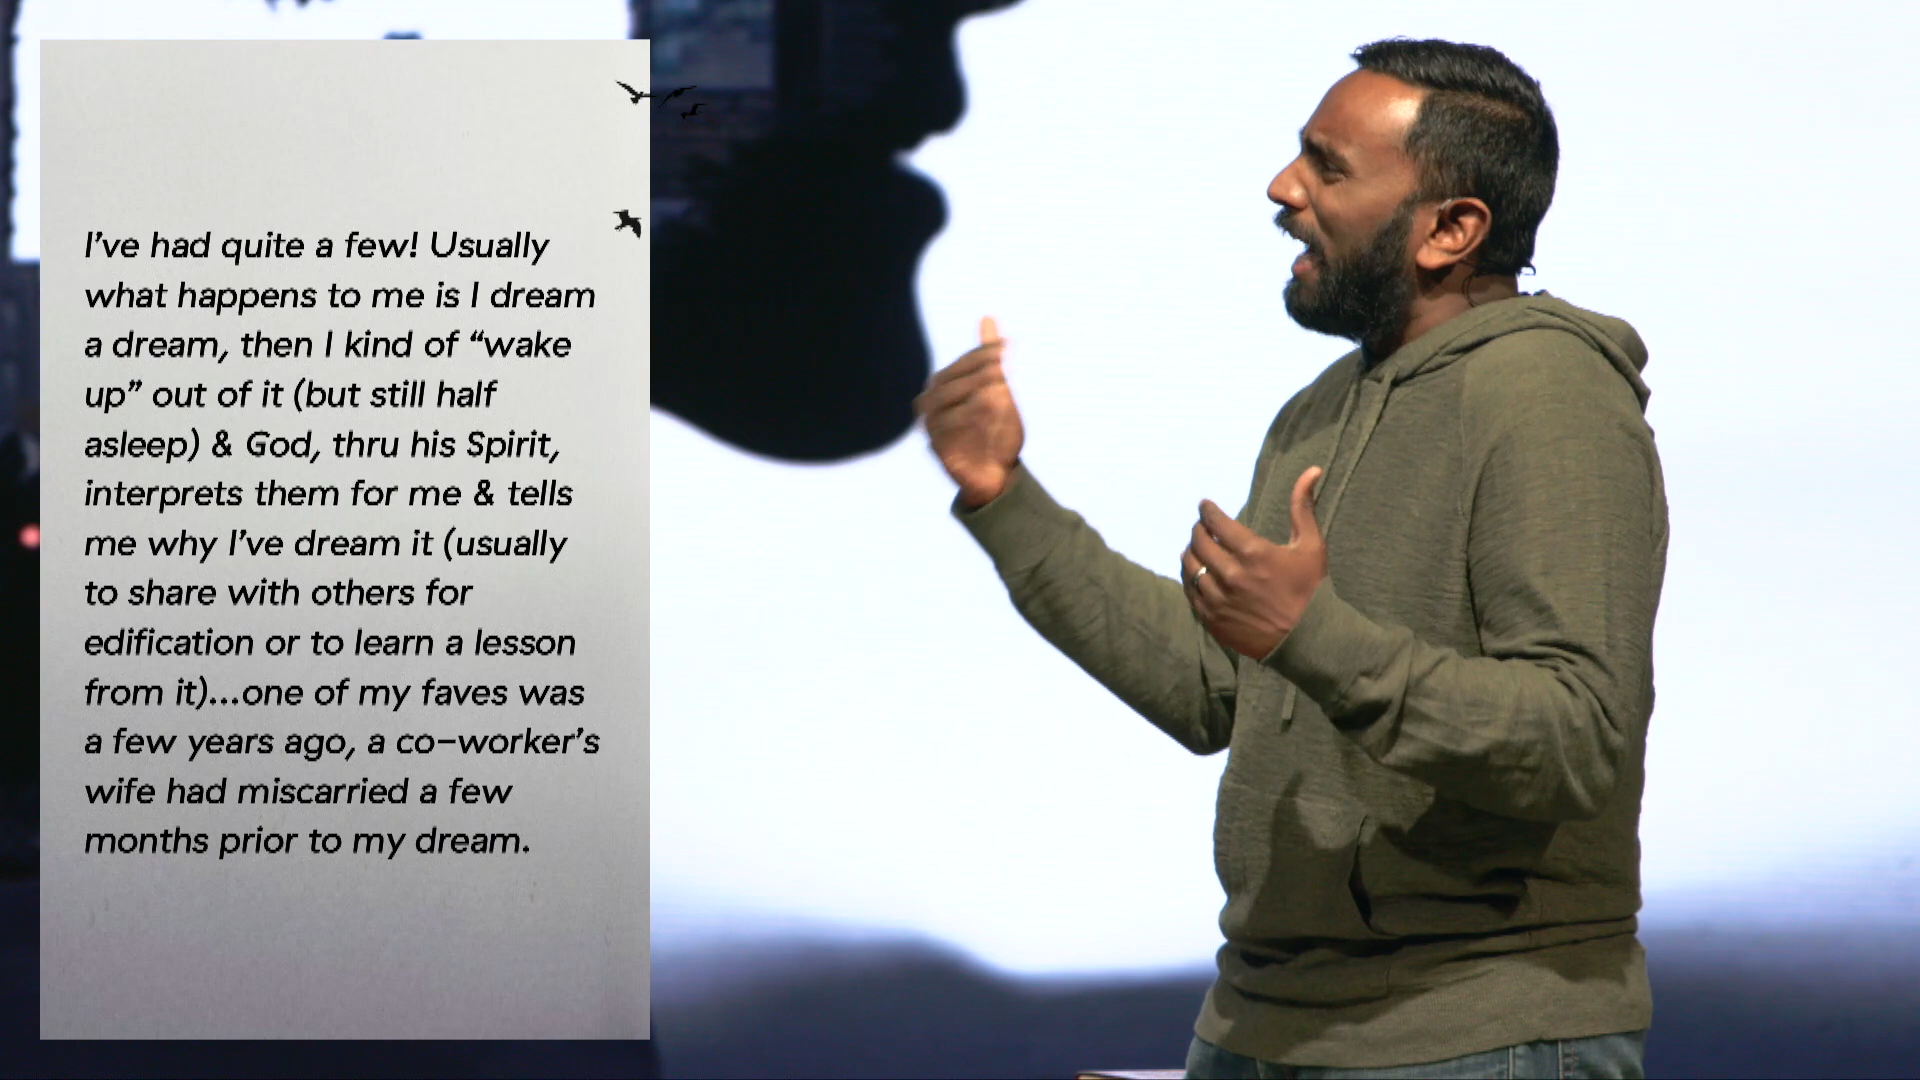 I've had quite a few! Usually
what happens to me is I dream
a dream, then I kind of “wake
up” out of it (but still half
asleep) & God, thru his Spirit,
interprets them for me & tells
me why I've dream it (usually
to share with others for
edification or to learn a lesson
from it)...one of my faves was
a few years ago, a co-worker's
wife had miscarried a few
months prior to my dream.